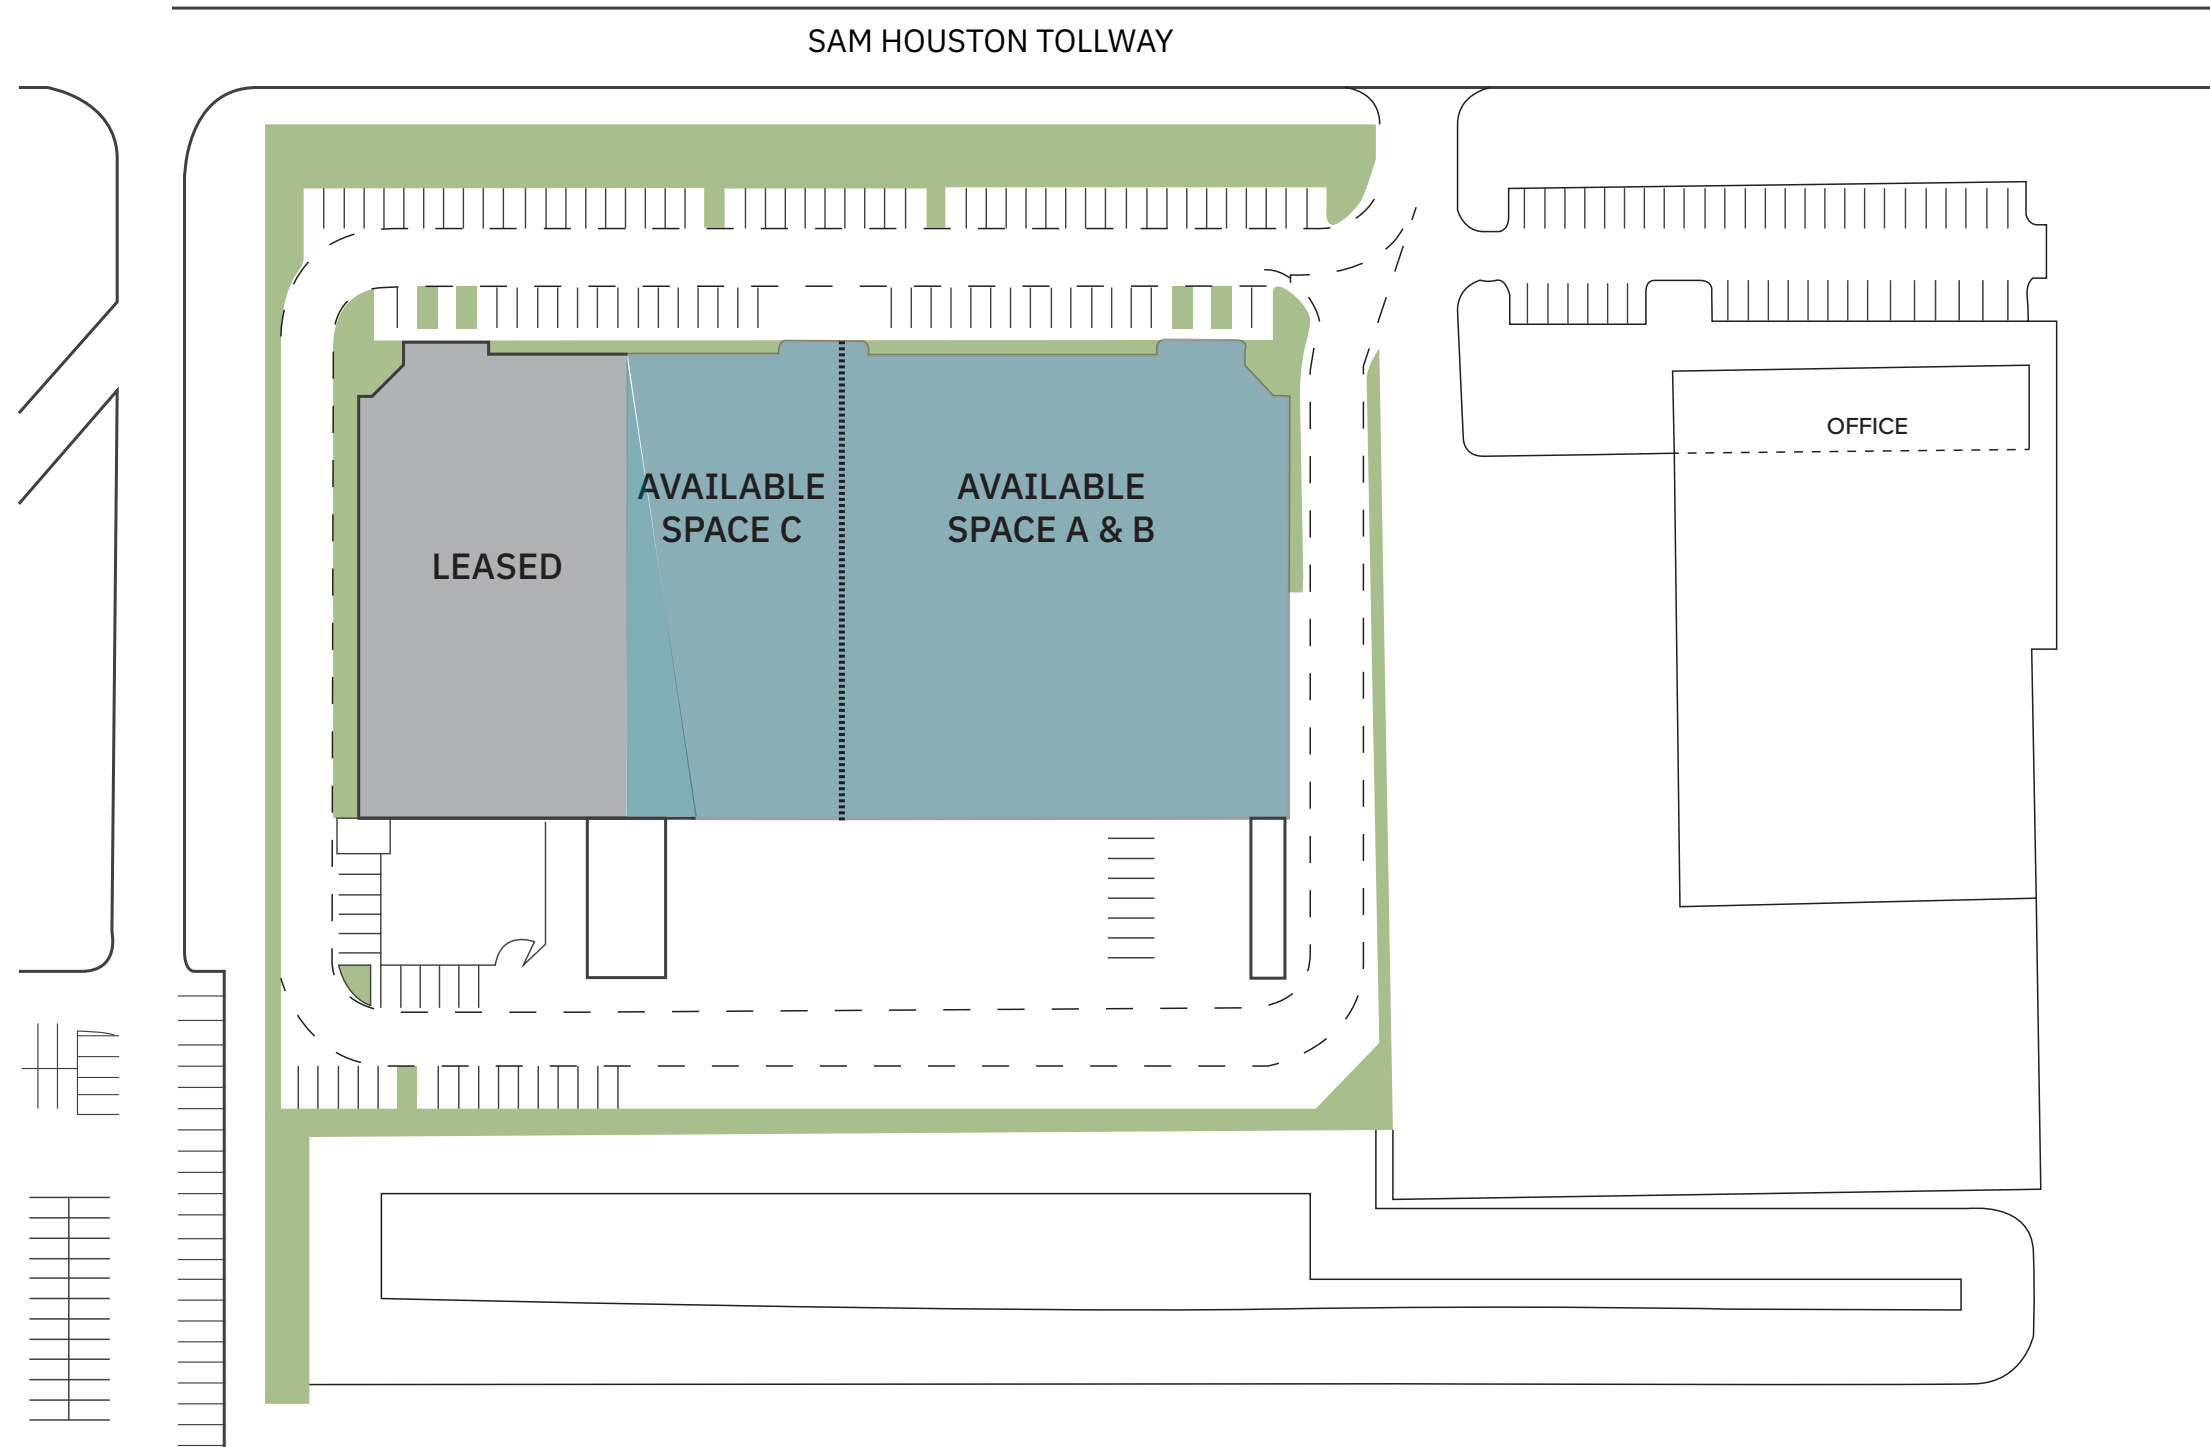 SAM HOUSTON TOLLWAY
OFFICE
AVAILABLE
SPACE C
AVAILABLE
SPACE A & B
LEASED